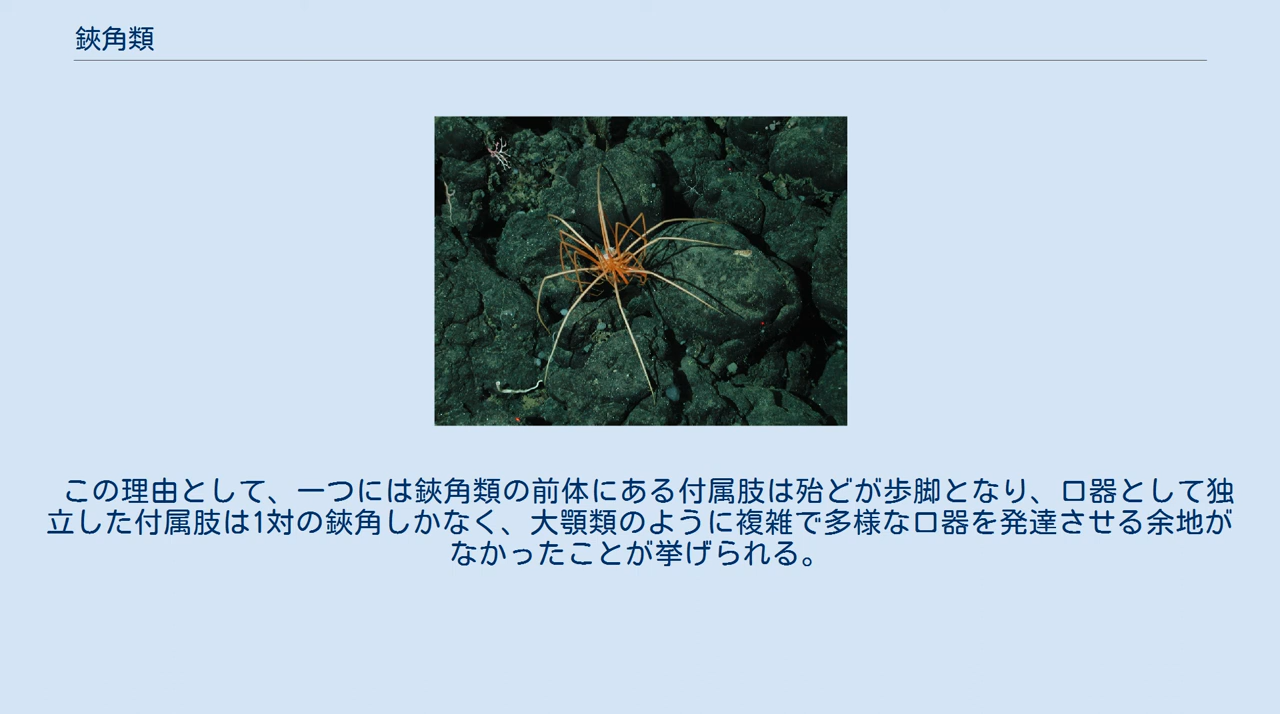 鋏角類
この理由として、一つには鋏角類の前体にある付属肢は殆どが歩脚となり、口器として独
立した付属肢は1対の鋏角しかなく、大顎類のように複雑で多様な口器を発達させる余地が
なかったことが挙げられる。